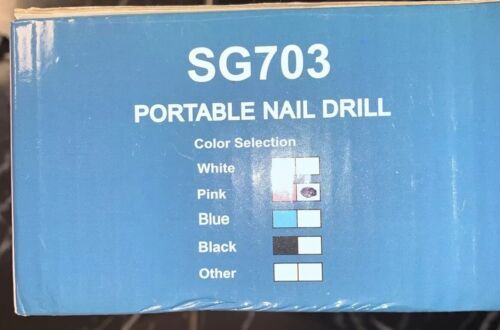 SG703
PORTABLE NAIL DRILL
Color Selection
White
Pink
Blue
Black
Other